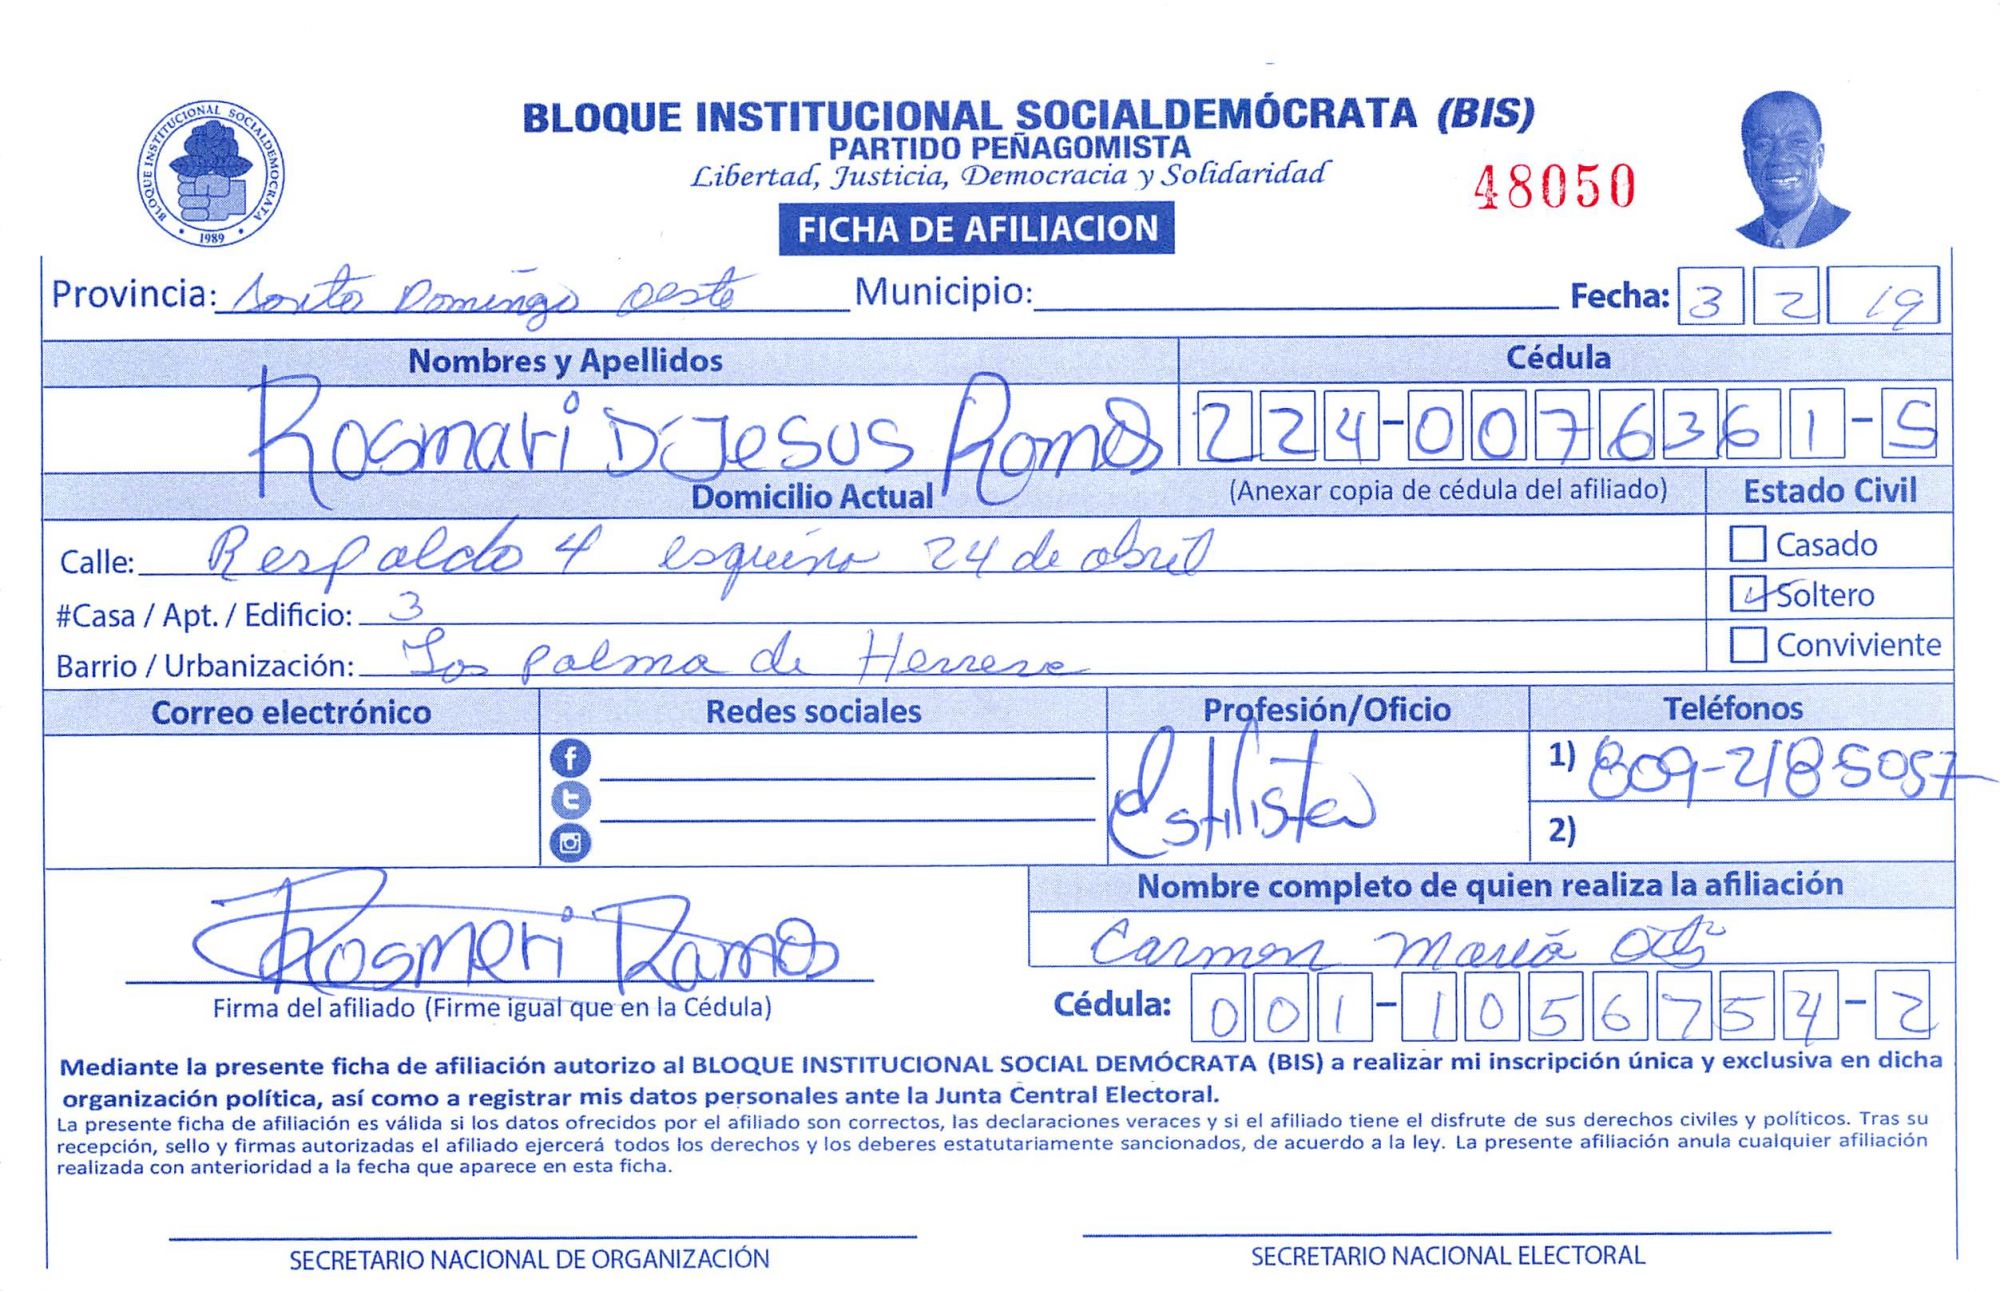 BLOQUE INSTITUCIONAL SOCIALDEMOCRATA
1989
BLOQUE INSTITUCIONAL SOCIALDEMÓCRATA (BIS)
PARTIDO PEÑAGOMISTA
Libertad, Justicia, Democracia y Solidaridad
48050
FICHA DE AFILIACION
Provincia: Santo Domingo Oeste Municipio: Fecha: 3 2 19
Nombres y Apellidos Cédula
Rosmari D' Jesus Ramos 224-0076361-5
Domicilio Actual (Anexar copia de cédula del afiliado) Estado Civil
Calle: Respaldo 4 esquina 24 de abril Casado
#Casa / Apt. / Edificio: 3 Soltero
Barrio / Urbanización: Las palma de Herrera Conviviente
Correo electrónico Redes sociales Profesión/Oficio Teléfonos
Estilista 1) 809-2185057
2)
Nombre completo de quien realiza la afiliación
Rosmeri Ramos Carmen María
Firma del afiliado (Firme igual que en la Cédula) Cédula: 001-1056754-2
Mediante la presente ficha de afiliación autorizo al BLOQUE INSTITUCIONAL SOCIAL DEMÓCRATA (BIS) a realizar mi inscripción única y exclusiva en dicha
organización política, así como a registrar mis datos personales ante la Junta Central Electoral.
La presente ficha de afiliación es válida si los datos ofrecidos por el afiliado son correctos, las declaraciones veraces y si el afiliado tiene el disfrute de sus derechos civiles y políticos. Tras su
recepción, sello y firmas autorizadas el afiliado ejercerá todos los derechos y los deberes estatutariamente sancionados, de acuerdo a la ley. La presente afiliación anula cualquier afiliación
realizada con anterioridad a la fecha que aparece en esta ficha.
SECRETARIO NACIONAL DE ORGANIZACIÓN SECRETARIO NACIONAL ELECTORAL